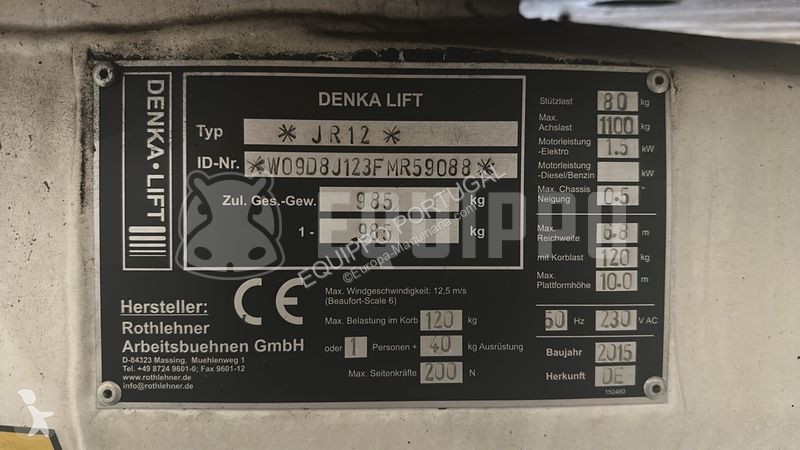 DENKA • LIFT
DENKA LIFT
Typ * JR12 *
ID-Nr. *W09D8J123FMR59088*
Zul. Ges.-Gew. 985 kg
1 - 985 kg
Stützlast 80 kg
Max. Achslast 1100 kg
Motorleistung -Elektro 1.5 kW
Motorleistung -Diesel/Benzin kW
Max. Chassis Neigung 0.5 °
Max. Reichweite 6.8 m
mit Korblast 120 kg
Max. Plattformhöhe 10.0 m
50 Hz 230 V AC
Baujahr 2015
Herkunft DE
150460
Hersteller:
Rothlehner
Arbeitsbuehnen GmbH
D-84323 Massing, Muehlenweg 1
Tel. +49 8724 9601-0; Fax 9601-12
www.rothlehner.de
info@rothlehner.de
CE
Max. Windgeschwindigkeit: 12,5 m/s
(Beaufort-Scale 6)
Max. Belastung im Korb 120 kg
oder 1 Personen + 40 kg Ausrüstung
Max. Seitenkräfte 200 N
EQUIPPO
EQUIPPO PORTUGAL
©Europa-Maquinaria.com